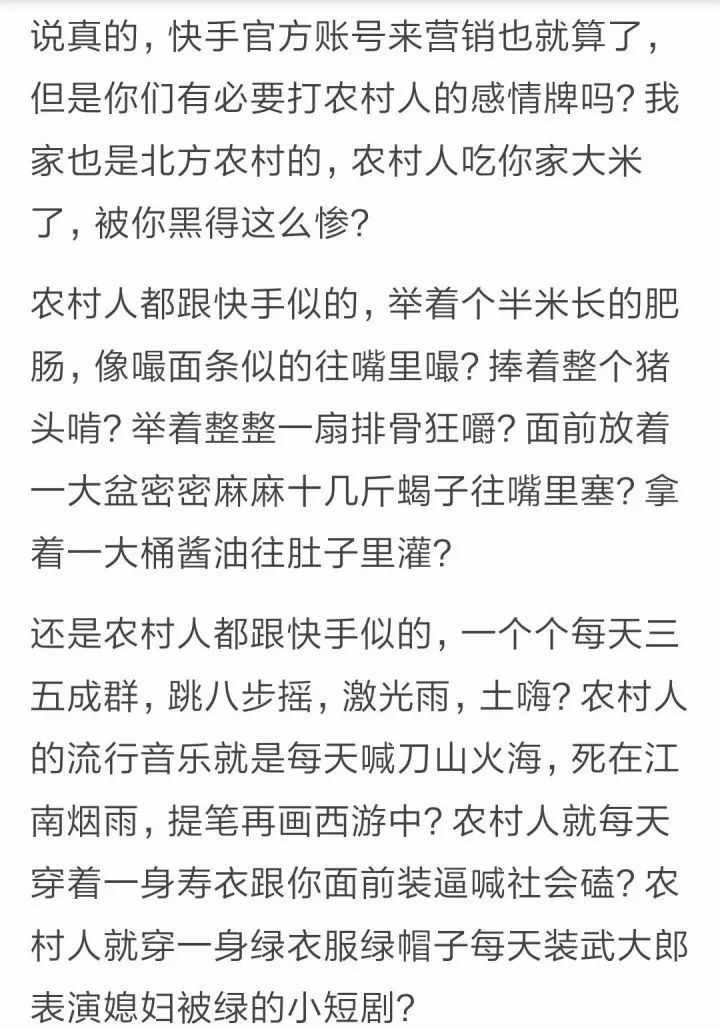 说真的，快手官方账号来营销也就算了，
但是你们有必要打农村人的感情牌吗？我
家也是北方农村的，农村人吃你家大米
了，被你黑得这么惨？
农村人都跟快手似的，举着个半米长的肥
肠，像嘬面条似的往嘴里嘬？捧着整个猪
头啃？举着整整一扇排骨狂嚼？面前放着
一大盆密密麻麻十几斤蝎子往嘴里塞？拿
着一大桶酱油往肚子里灌？
还是农村人都跟快手似的，一个个每天三
五成群，跳八步摇，激光雨，土嗨？农村人
的流行音乐就是每天喊刀山火海，死在江
南烟雨，提笔再画西游中？农村人就每天
穿着一身寿衣跟你面前装逼喊社会磕？农
村人就穿一身绿衣服绿帽子每天装武大郎
表演媳妇被绿的小短剧？